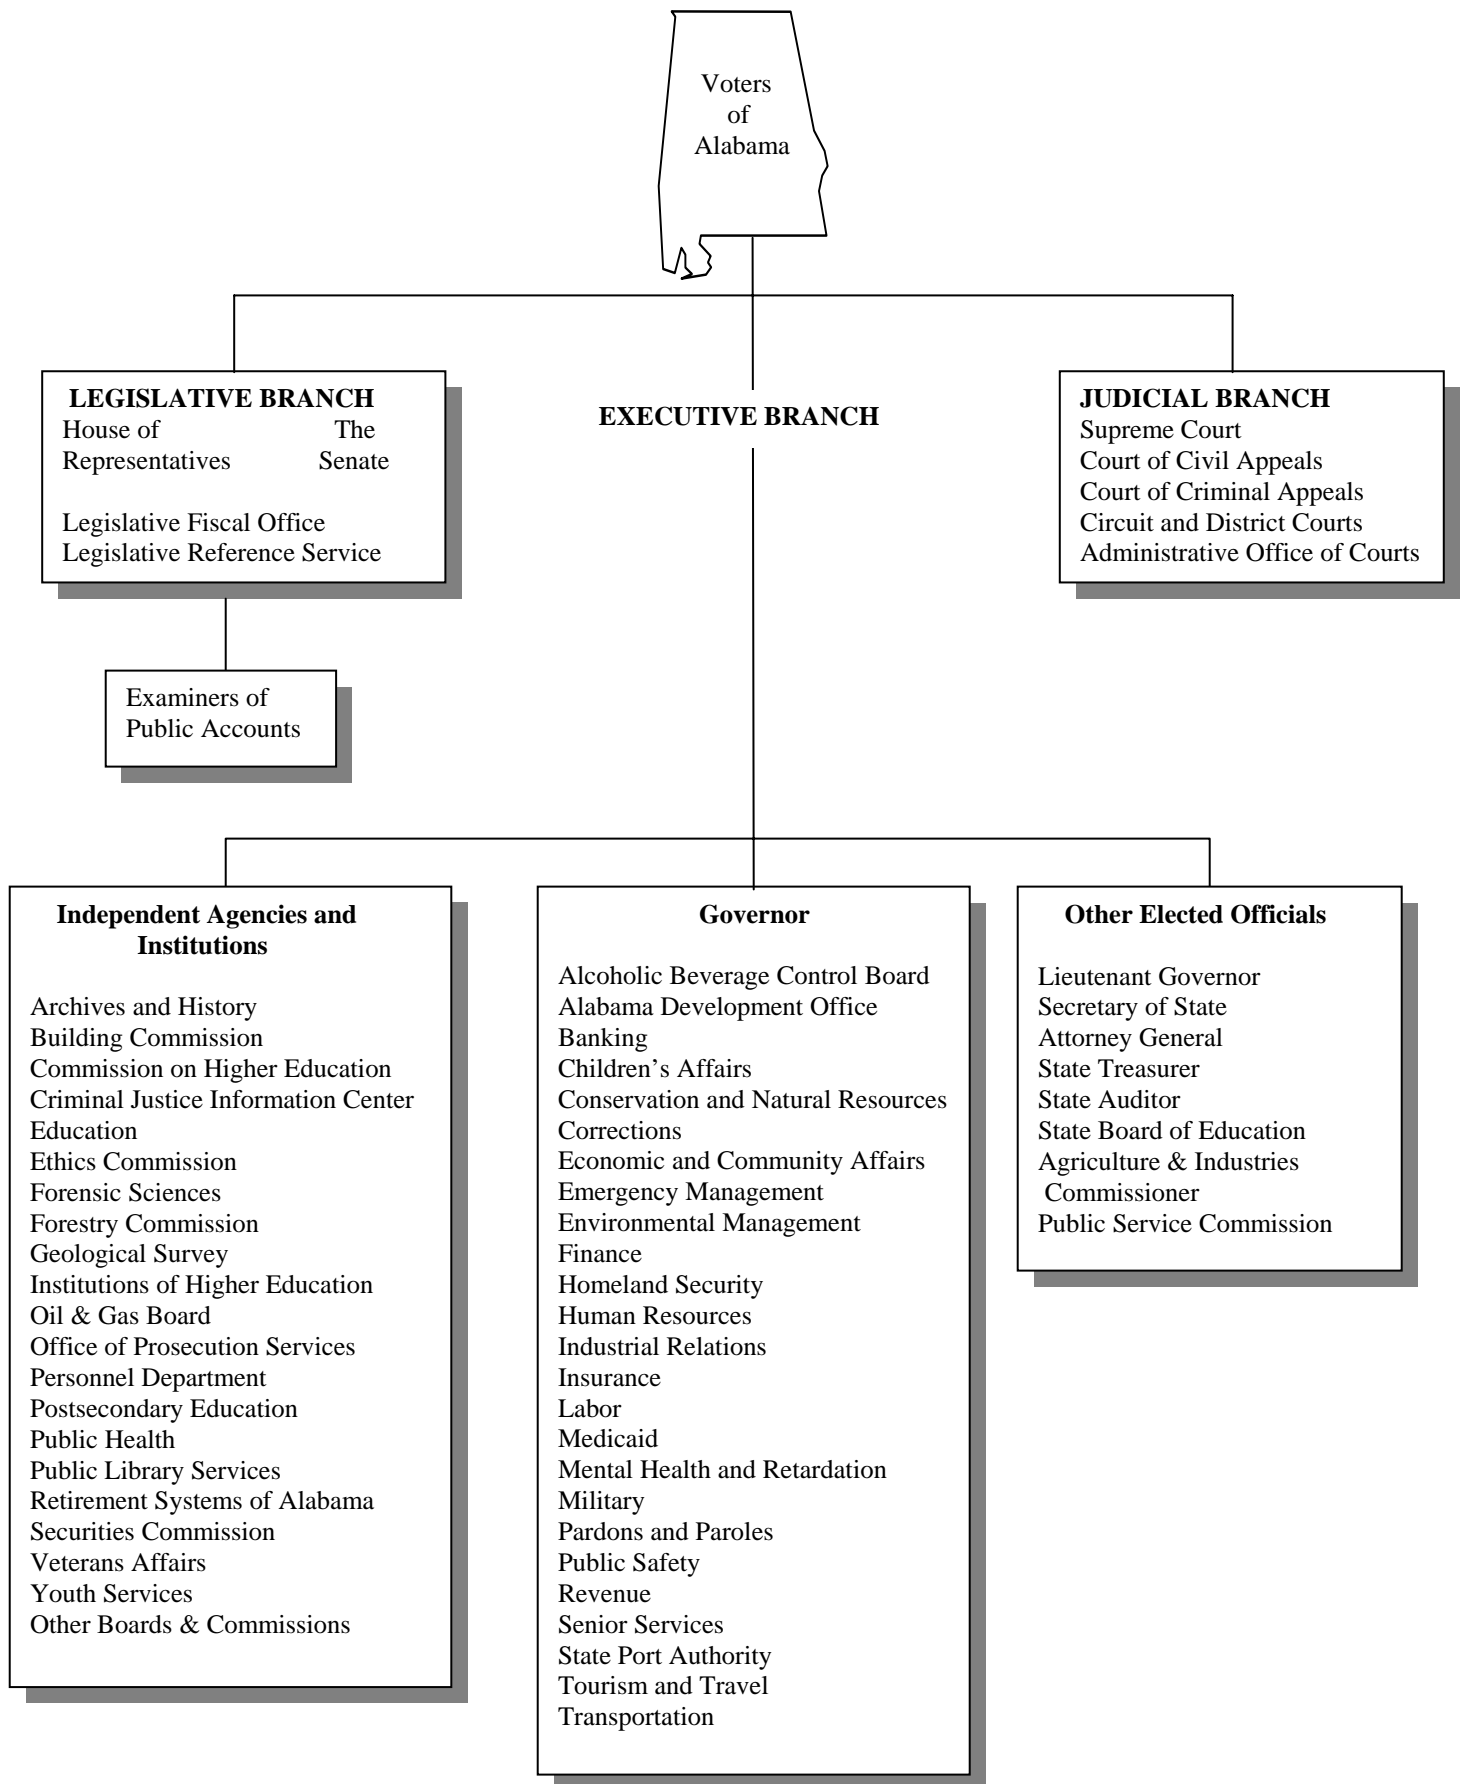 Voters
of
Alabama
LEGISLATIVE BRANCH
House of The
Representatives Senate
Legislative Fiscal Office
Legislative Reference Service
EXECUTIVE BRANCH
JUDICIAL BRANCH
Supreme Court
Court of Civil Appeals
Court of Criminal Appeals
Circuit and District Courts
Administrative Office of Courts
Examiners of
Public Accounts
Independent Agencies and
Institutions
Archives and History
Building Commission
Commission on Higher Education
Criminal Justice Information Center
Education
Ethics Commission
Forensic Sciences
Forestry Commission
Geological Survey
Institutions of Higher Education
Oil & Gas Board
Office of Prosecution Services
Personnel Department
Postsecondary Education
Public Health
Public Library Services
Retirement Systems of Alabama
Securities Commission
Veterans Affairs
Youth Services
Other Boards & Commissions
Governor
Alcoholic Beverage Control Board
Alabama Development Office
Banking
Children’s Affairs
Conservation and Natural Resources
Corrections
Economic and Community Affairs
Emergency Management
Environmental Management
Finance
Homeland Security
Human Resources
Industrial Relations
Insurance
Labor
Medicaid
Mental Health and Retardation
Military
Pardons and Paroles
Public Safety
Revenue
Senior Services
State Port Authority
Tourism and Travel
Transportation
Other Elected Officials
Lieutenant Governor
Secretary of State
Attorney General
State Treasurer
State Auditor
State Board of Education
Agriculture & Industries
Commissioner
Public Service Commission